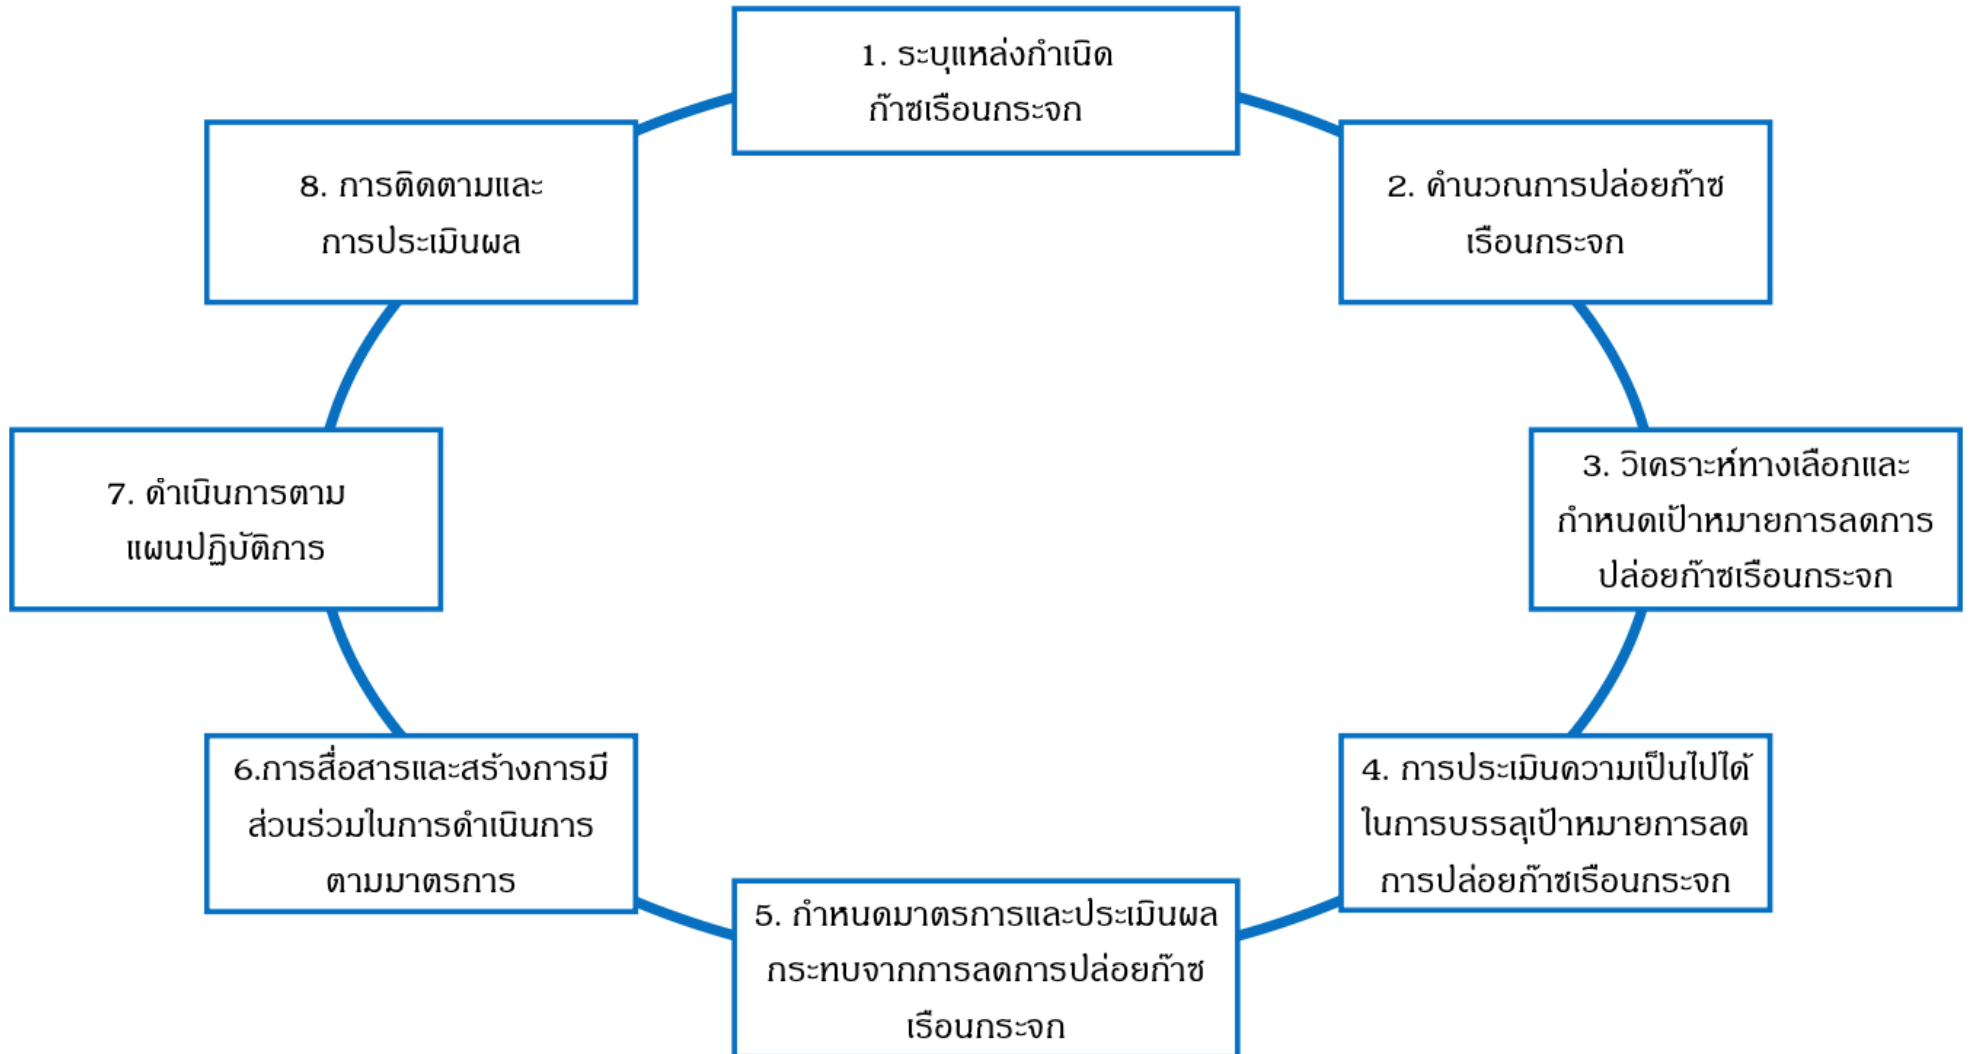 1. ระบุแหล่งกำเนิด
ก๊าซเรือนกระจก
2. คำนวณการปล่อยก๊าซ
เรือนกระจก
3. วิเคราะห์ทางเลือกและ
กำหนดเป้าหมายการลดการ
ปล่อยก๊าซเรือนกระจก
4. การประเมินความเป็นไปได้
ในการบรรลุเป้าหมายการลด
การปล่อยก๊าซเรือนกระจก
5. กำหนดมาตรการและประเมินผล
กระทบจากการลดการปล่อยก๊าซ
เรือนกระจก
6.การสื่อสารและสร้างการมี
ส่วนร่วมในการดำเนินการ
ตามมาตรการ
7. ดำเนินการตาม
แผนปฏิบัติการ
8. การติดตามและ
การประเมินผล